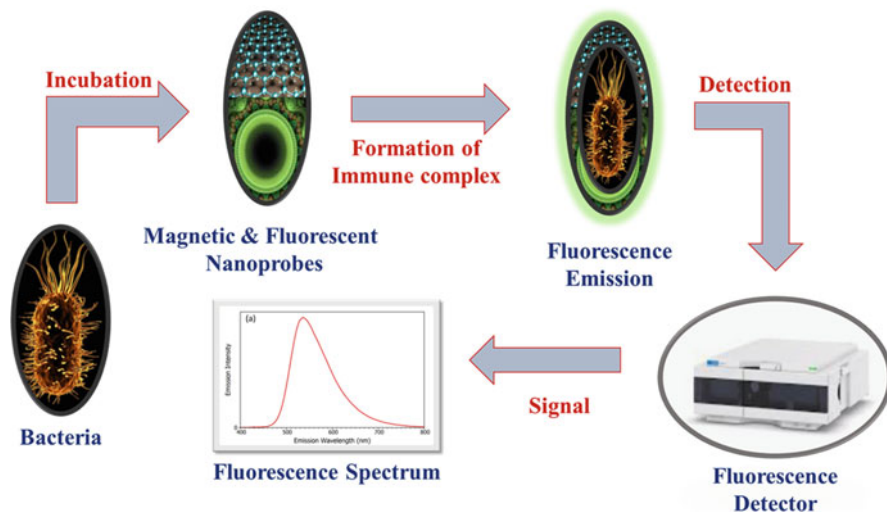 Incubation
Detection
Formation of
Immune complex
Magnetic & Fluorescent
Nanoprobes
Fluorescence
Emission
Bacteria
(a)
Emission Intensity
0
400
500
600
700
800
Emission Wavelength (nm)
Fluorescence Spectrum
Signal
Fluorescence
Detector